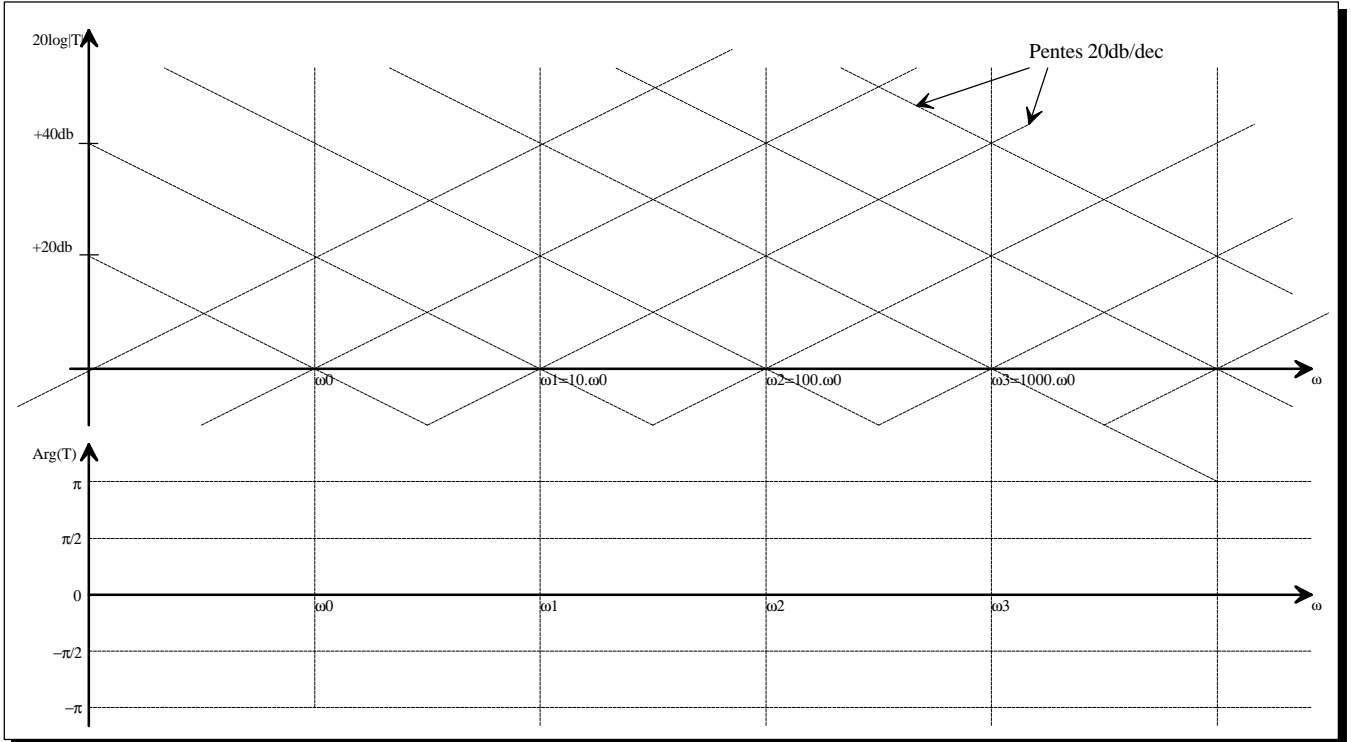 20log|T|
Pentes 20db/dec
+40db
+20db
ω0
ω1=10.ω0
ω2=100.ω0
ω3=1000.ω0
ω
Arg(T)
π
π/2
0
ω0
ω1
ω2
ω3
ω
−π/2
−π